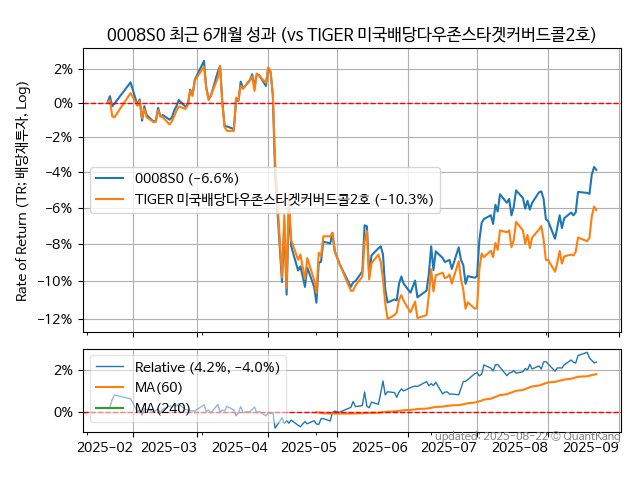 0008S0 최근 6개월 성과 (vs TIGER 미국배당다우존스타겟커버드콜2호)
Rate of Return (TR: 배당재투자, Log)
2%
0%
−2%
−4%
−6%
−8%
−10%
−12%
0008S0 (−6.6%)
TIGER 미국배당다우존스타겟커버드콜2호 (−10.3%)
2%
0%
Relative (4.2%, −4.0%)
MA(60)
MA(240)
updated: 2025-08-22 © QuantKang
2025−02
2025−03
2025−04
2025−05
2025−06
2025−07
2025−08
2025−09